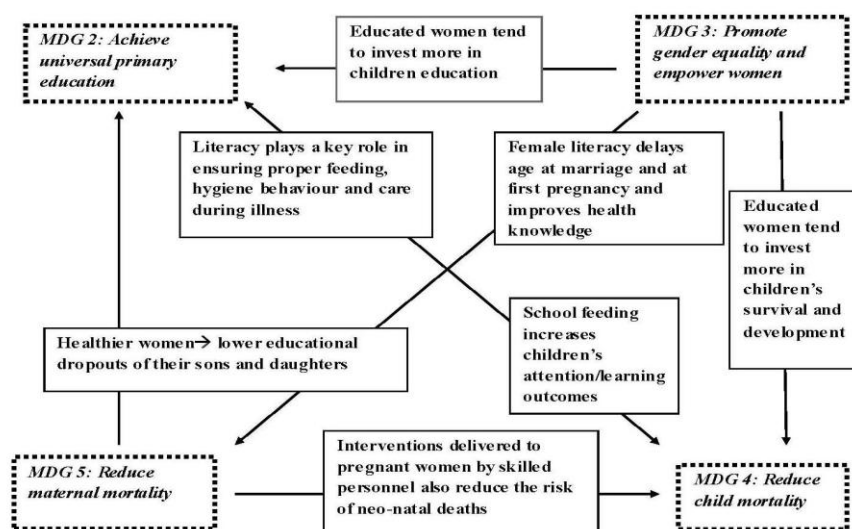 MDG 2: Achieve
universal primary
education
Educated women tend
to invest more in
children education
MDG 3: Promote
gender equality and
empower women
Literacy plays a key role in
ensuring proper feeding,
hygiene behaviour and care
during illness
Female literacy delays
age at marriage and at
first pregnancy and
improves health
knowledge
Educated
women tend
to invest
more in
children’s
survival and
development
Healthier women→ lower educational
dropouts of their sons and daughters
School feeding
increases
children’s
attention/learning
outcomes
MDG 5: Reduce
maternal mortality
Interventions delivered to
pregnant women by skilled
personnel also reduce the risk
of neo-natal deaths
MDG 4: Reduce
child mortality